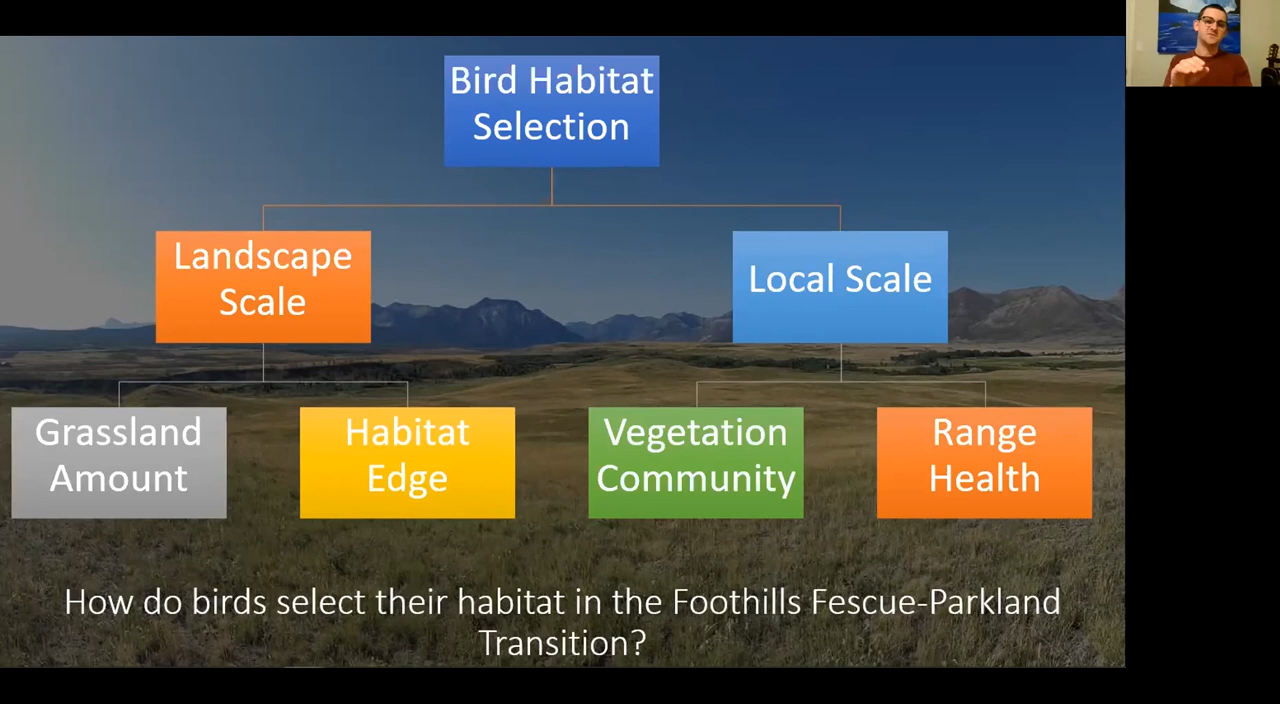 Bird Habitat
Selection
Landscape
Scale
Local Scale
Grassland
Amount
Habitat
Edge
Vegetation
Community
Range
Health
How do birds select their habitat in the Foothills Fescue-Parkland
Transition?